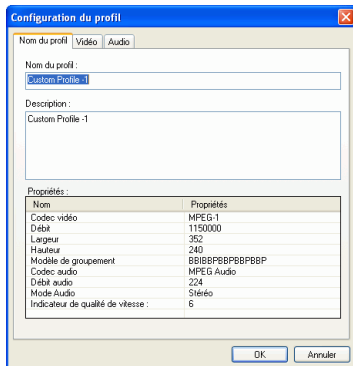 Configuration du profil
Nom du profil Vidéo Audio
Nom du profil :
Custom Profile -1
Description :
Custom Profile -1
Propriétés :
Nom Propriétés
Codec vidéo MPEG-1
Débit 1150000
Largeur 352
Hauteur 240
Modèle de groupement BBIBBPBBPBBPBBP
Codec audio MPEG Audio
Débit audio 224
Mode Audio Stéréo
Indicateur de qualité de vitesse : 6
OK Annuler